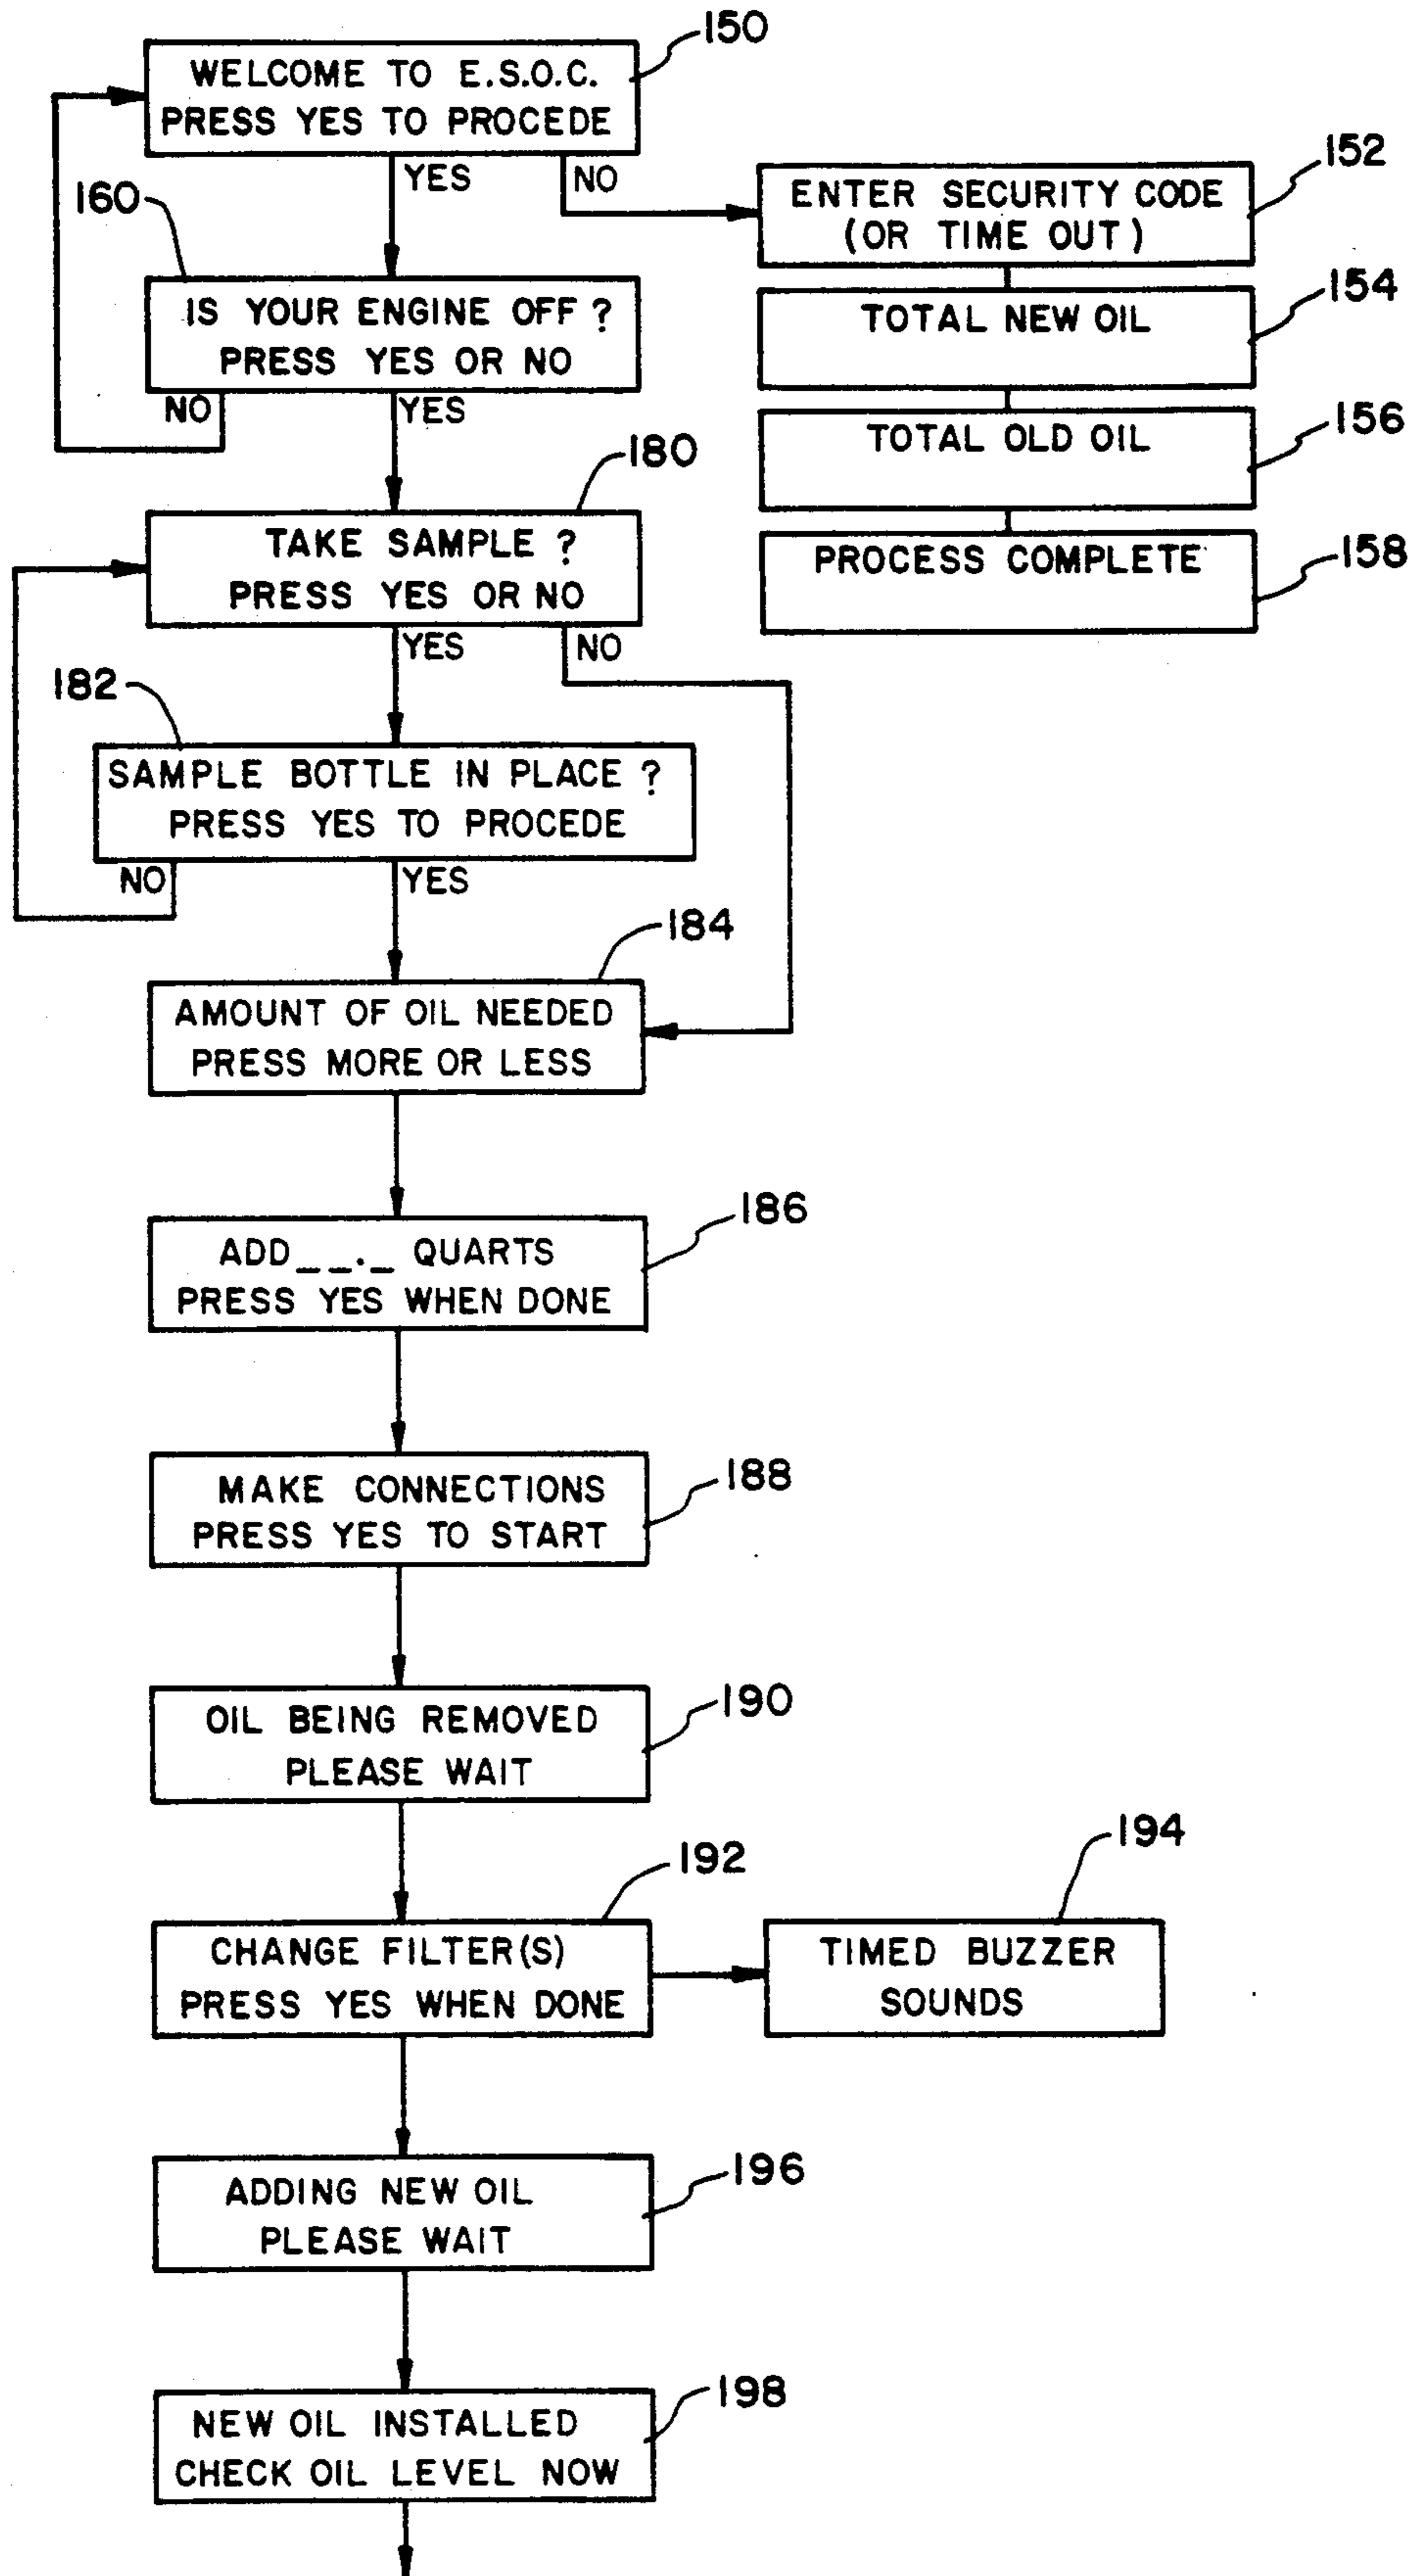 150
WELCOME TO E.S.O.C.
PRESS YES TO PROCEDE
YES
NO
152
ENTER SECURITY CODE
(OR TIME OUT)
154
TOTAL NEW OIL
156
TOTAL OLD OIL
158
PROCESS COMPLETE
160
IS YOUR ENGINE OFF ?
PRESS YES OR NO
NO
YES
180
TAKE SAMPLE ?
PRESS YES OR NO
YES
NO
182
SAMPLE BOTTLE IN PLACE ?
PRESS YES TO PROCEDE
NO
YES
184
AMOUNT OF OIL NEEDED
PRESS MORE OR LESS
186
ADD _ _ . _ QUARTS
PRESS YES WHEN DONE
188
MAKE CONNECTIONS
PRESS YES TO START
190
OIL BEING REMOVED
PLEASE WAIT
192
CHANGE FILTER(S)
PRESS YES WHEN DONE
194
TIMED BUZZER
SOUNDS
196
ADDING NEW OIL
PLEASE WAIT
198
NEW OIL INSTALLED
CHECK OIL LEVEL NOW